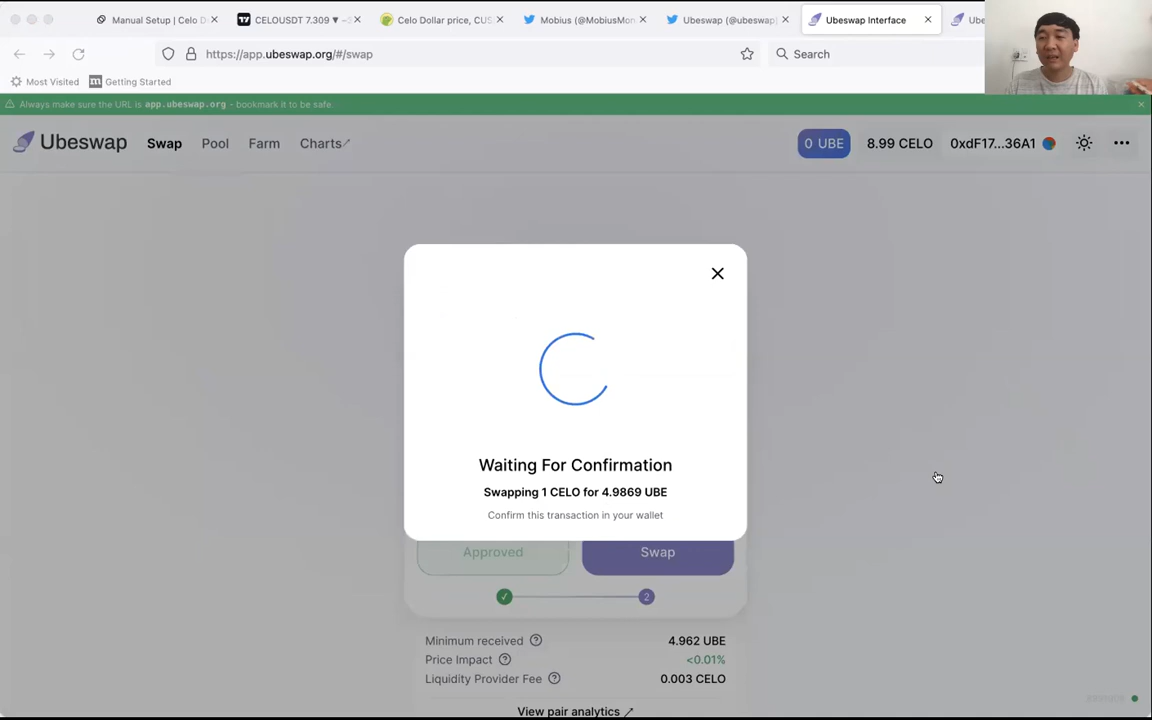 Manual Setup | Celo D
CELOUSDT 7.309 ▼ −3
Celo Dollar price, CUS
Mobius (@MobiusMon
Ubeswap (@ubeswap)
Ubeswap Interface
https://app.ubeswap.org/#/swap
Search
Most Visited
Getting Started
Always make sure the URL is app.ubeswap.org - bookmark it to be safe.
Ubeswap
Swap
Pool
Farm
Charts↗
0 UBE
8.99 CELO
0xdF17...36A1
Waiting For Confirmation
Swapping 1 CELO for 4.9869 UBE
Confirm this transaction in your wallet
Approved
Swap
2
Minimum received
4.962 UBE
Price Impact
<0.01%
Liquidity Provider Fee
0.003 CELO
View pair analytics ↗